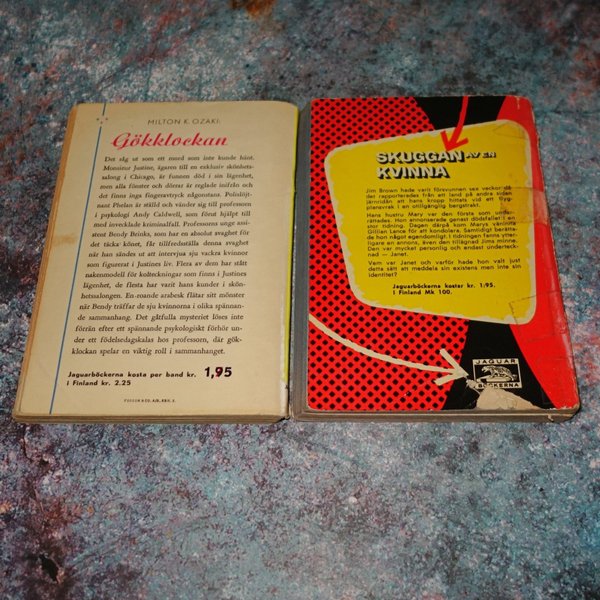 MILTON K. OZAKI:
Gökklockan
Det såg ut som ett mord som inte kunde hänt.
Monsieur Justine, ägaren till en exklusiv skönhets-
salong i Chicago, är funnen död i sin lägenhet,
men alla fönster och dörrar är reglade inifrån och
det finns inga fingeravtryck någonstans. Polislöjt-
nant Phelan är ställd och vänder sig till professorn
i psykologi Andy Caldwell, som förut hjälpt till
med invecklade kriminalfall. Professorns unge assi-
stent Bendy Brinks, som har en absolut svaghet för
det täcka könet, får tillfredsställa denna svaghet
när han sändes ut att intervjua sju vackra kvinnor
som figurerat i Justines liv. Flera av dem har stått
nakenmodell för kolteckningar som finns i Justines
lägenhet, de flesta har varit hans kunder i skön-
hetssalongen. En roande arabesk flätar sitt mönster
när Bendy träffar de sju kvinnorna i olika spännan-
de sammanhang. Det gåtfulla mysteriet löses inte
förrän efter ett spännande psykologiskt förhör un-
der ett födelsedagskalas hos professorn, där gök-
klockan spelar en viktig roll i sammanhanget.
Jaguarböckerna kosta per band kr. 1,95
i Finland kr. 2.25
SKUGGAN AV EN
KVINNA
Jim Brown hade varit försvunnen sex veckor då
det rapporterades från ett land på andra sidan
järnridån att hans kropp hittats vid ett flyg-
plansvrak i en otillgänglig bergstrakt.
Hans hustru Mary var den första som under-
rättades. Hon annonserade genast dödsfallet i en
stor tidning. Dagen därpå kom Marys väninna
Gillian Lance för att kondolera. Samtidigt berätta-
de hon något egendomligt: I tidningen fanns ytter-
ligare en annons, även den tillägnad Jims minne.
Den var mycket personlig och endast underteck-
nad — Janet.
Vem var Janet och varför hade hon valt just
detta sätt att meddela sin existens men inte sin
identitet?
Jaguarböckerna kostar kr. 1:95.
I Finland Mk 100.
JAGUAR
BÖCKERNA